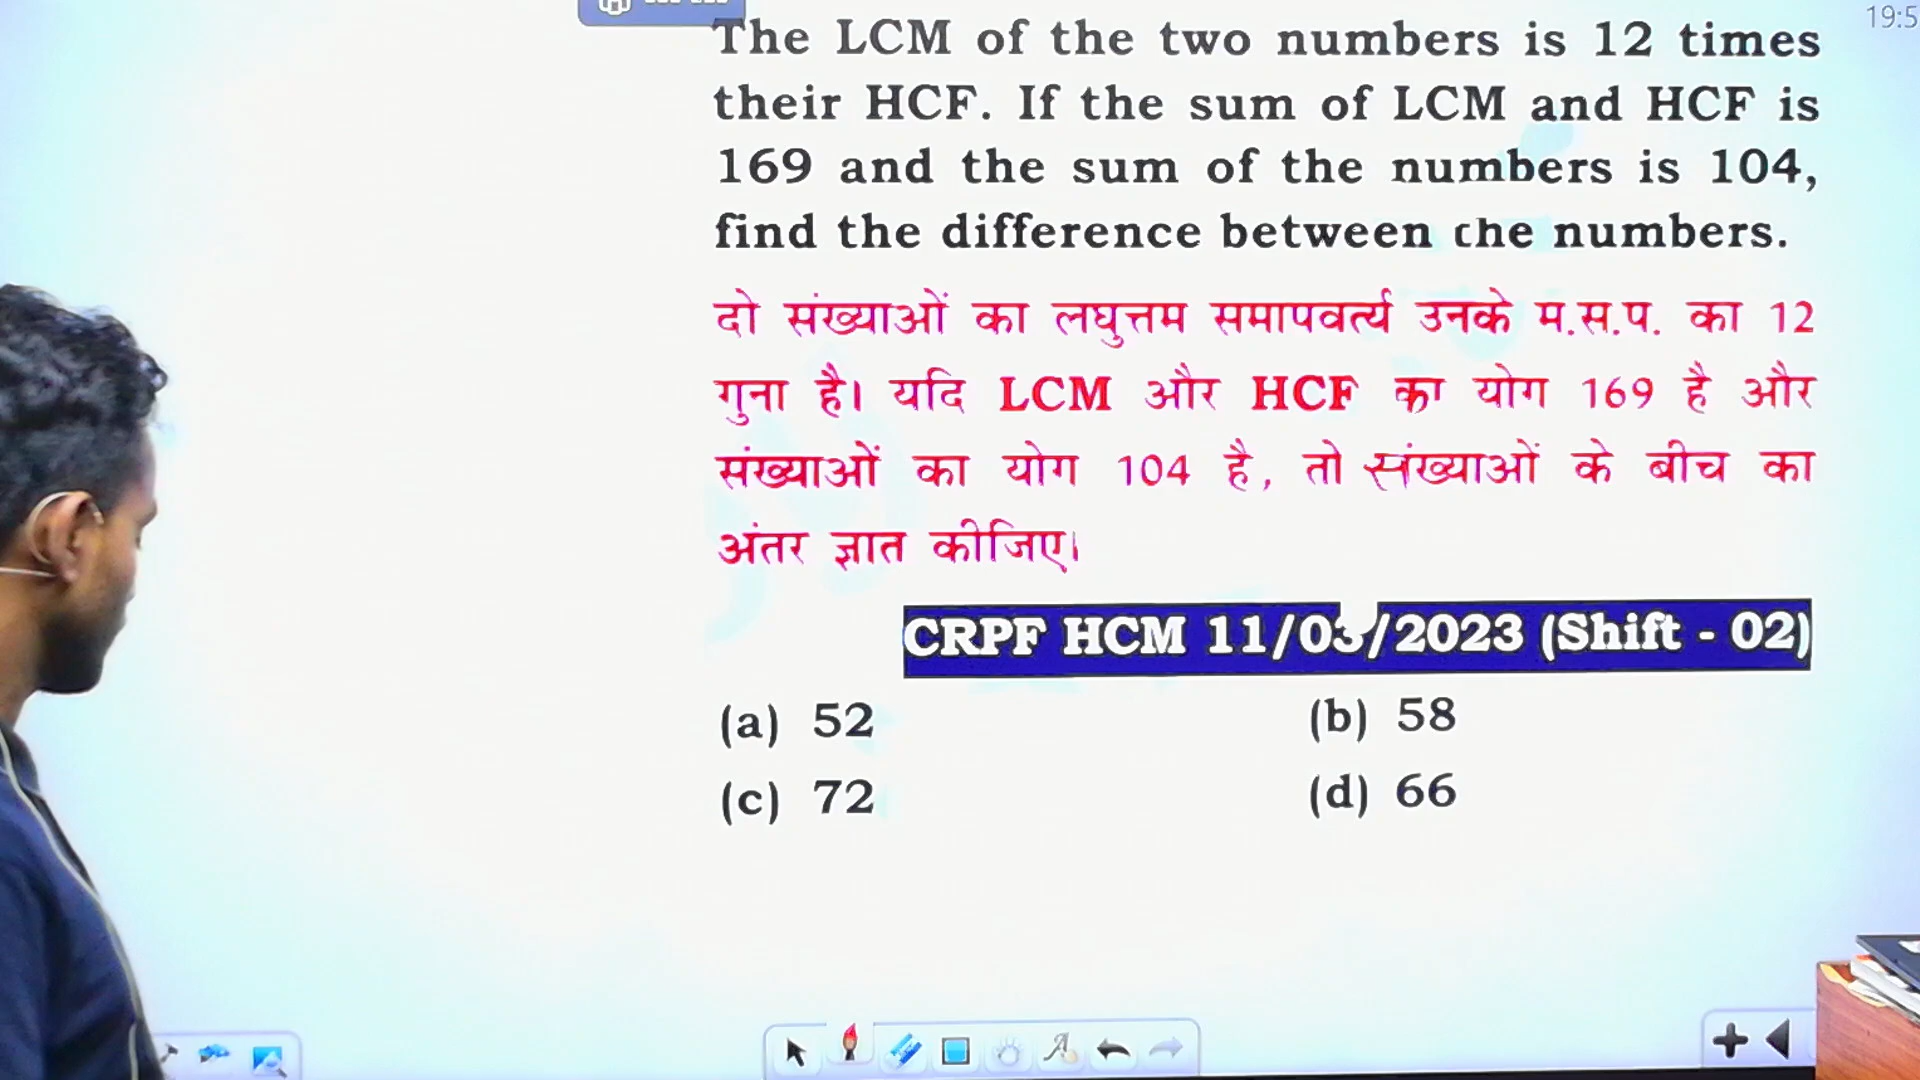 19:5
The LCM of the two numbers is 12 times
their HCF. If the sum of LCM and HCF is
169 and the sum of the numbers is 104,
find the difference between the numbers.
दो संख्याओं का लघुत्तम समापवर्त्य उनके म.स.प. का 12
गुना है। यदि LCM और HCF का योग 169 है और
संख्याओं का योग 104 है, तो संख्याओं के बीच का
अंतर ज्ञात कीजिए।
CRPF HCM 11/03/2023 (Shift - 02)
(a) 52
(b) 58
(c) 72
(d) 66